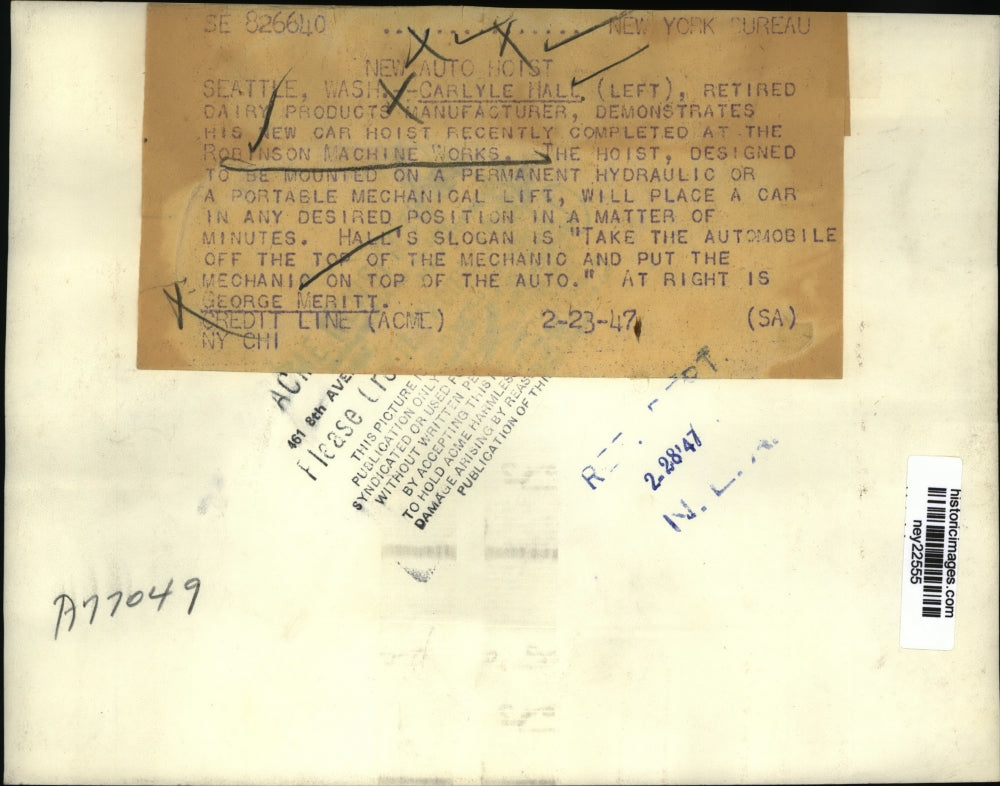 SE 826640 .............. NEW YORK BUREAU
NEW AUTO HOIST
SEATTLE, WASH.--CARLYLE HALL (LEFT), RETIRED
DAIRY PRODUCTS MANUFACTURER, DEMONSTRATES
HIS NEW CAR HOIST RECENTLY COMPLETED AT THE
ROBINSON MACHINE WORKS. THE HOIST, DESIGNED
TO BE MOUNTED ON A PERMANENT HYDRAULIC OR
A PORTABLE MECHANICAL LIFT, WILL PLACE A CAR
IN ANY DESIRED POSITION IN A MATTER OF
MINUTES. HALL'S SLOGAN IS "TAKE THE AUTOMOBILE
OFF THE TOP OF THE MECHANIC AND PUT THE
MECHANIC ON TOP OF THE AUTO." AT RIGHT IS
GEORGE MERITT.
CREDIT LINE (ACME) 2-23-47 (SA)
NY CHI
ACME
461 8th AVE
Please
THIS PICTURE
PUBLICATION ONLY
SYNDICATED OR USED
WITHOUT WRITTEN
BY ACCEPTING THIS
TO HOLD ACME HARMLESS
DAMAGE ARISING BY REAS
PUBLICATION OF THI
2-28'47
N.E.A.
A77049
historicimages.com
ney22555